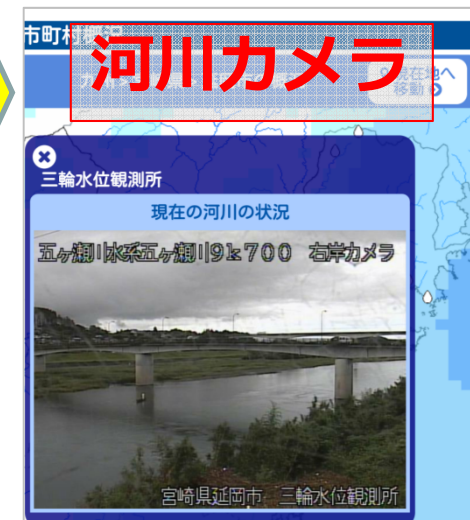 市町村概況
河川カメラ
現在地へ
移動
三輪水位観測所
現在の河川の状況
五ヶ瀬川水系五ヶ瀬川9k700 右岸カメラ
宮崎県延岡市 三輪水位観測所